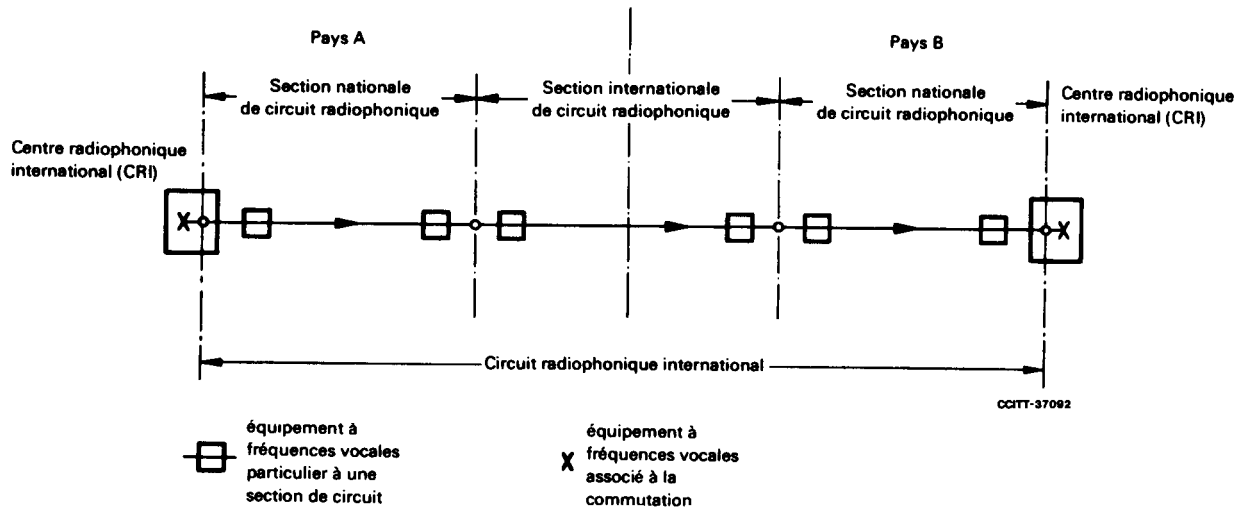 Pays A
Pays B
Section nationale
de circuit radiophonique
Section internationale
de circuit radiophonique
Section nationale
de circuit radiophonique
Centre radiophonique
international (CRI)
Centre radiophonique
international (CRI)
Circuit radiophonique international
CCITT-37092
équipement à
fréquences vocales
particulier à une
section de circuit
X
équipement à
fréquences vocales
associé à la
commutation